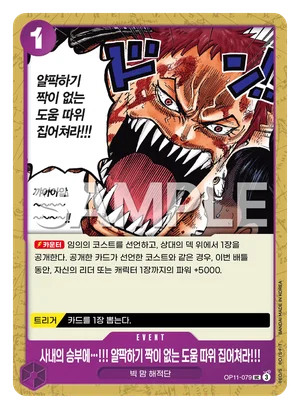 1
얄팍하기
짝이 없는
도움 따위
집어쳐라!!!
SAMPLE
카운터 임의의 코스트를 선언하고, 상대의 덱 위에서 1장을
공개한다. 공개한 카드가 선언한 코스트와 같은 경우, 이번 배틀
동안, 자신의 리더 또는 캐릭터 1장까지의 파워 +5000.
트리거 카드를 1장 뽑는다.
EVENT
사내의 승부에…!!! 얄팍하기 짝이 없는 도움 따위 집어쳐라!!!
빅 맘 해적단
OP11-079 UC 3